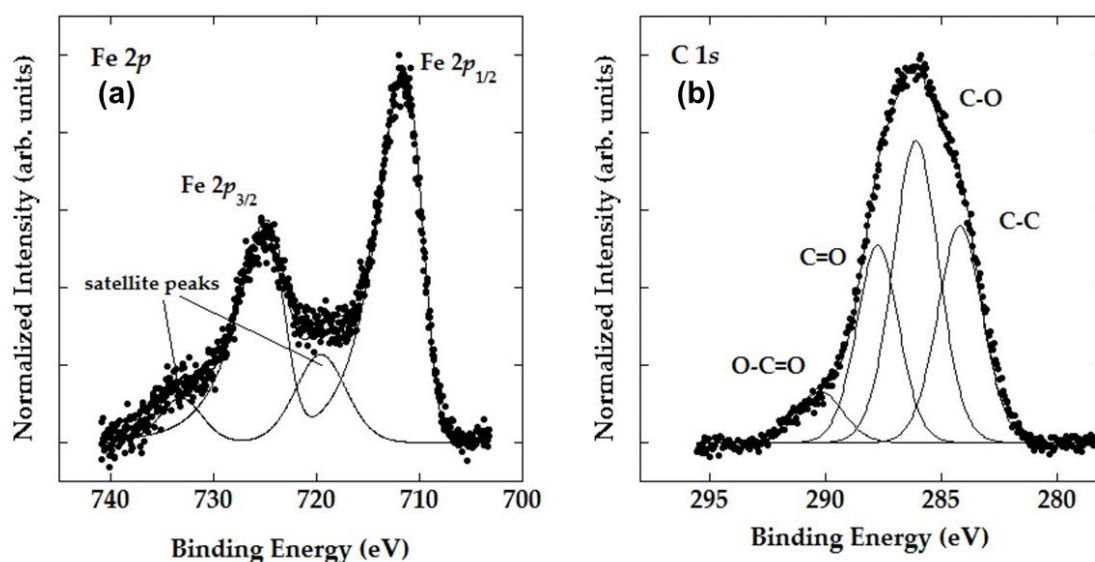 Fe 2p
(a)
Fe 2p1/2
Fe 2p3/2
satellite peaks
Normalized Intensity (arb. units)
740 730 720 710 700
Binding Energy (eV)
C 1s
(b)
C-O
C-C
C=O
O-C=O
Normalized Intensity (arb. units)
295 290 285 280
Binding Energy (eV)